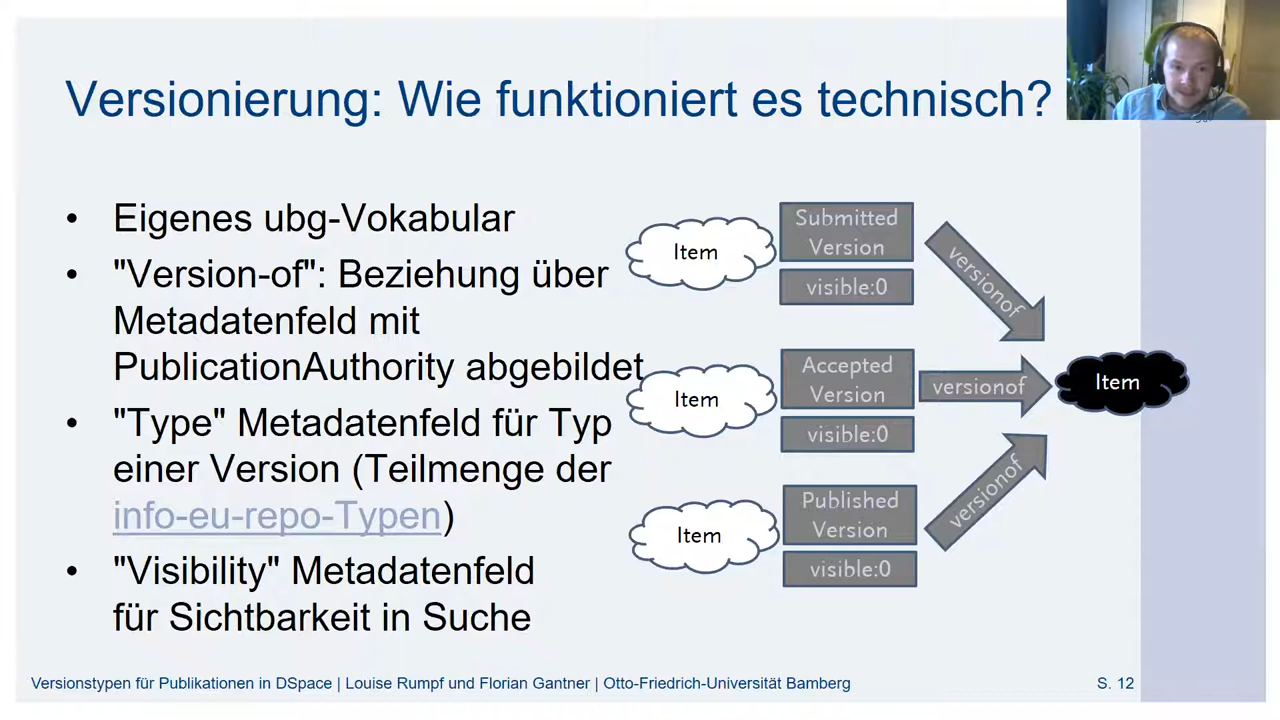 Versionierung: Wie funktioniert es technisch?
• Eigenes ubg-Vokabular
• "Version-of": Beziehung über
Metadatenfeld mit
PublicationAuthority abgebildet
• "Type" Metadatenfeld für Typ
einer Version (Teilmenge der
info-eu-repo-Typen)
• "Visibility" Metadatenfeld
für Sichtbarkeit in Suche
Item
Submitted
Version
visible:0
versionof
Item
Accepted
Version
visible:0
versionof
Item
Item
Published
Version
visible:0
versionof
Versionstypen für Publikationen in DSpace | Louise Rumpf und Florian Gantner | Otto-Friedrich-Universität Bamberg
S. 12